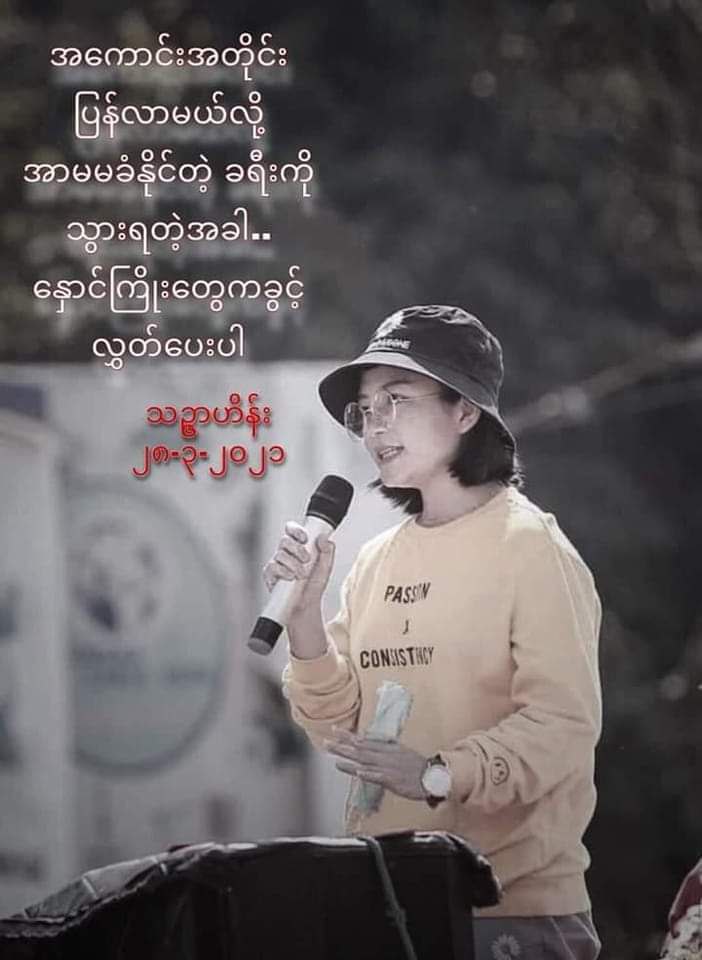 အကောင်းအတိုင်း
ပြန်လာမယ်လို့
အာမမခံနိုင်တဲ့ ခရီးကို
သွားရတဲ့အခါ..
နှောင်ကြိုးတွေကခွင့်
လွှတ်ပေးပါ
သဥ္ဇာဟိန်း
၂၈-၃-၂၀၂၁
PASSION
CONSISTNCY